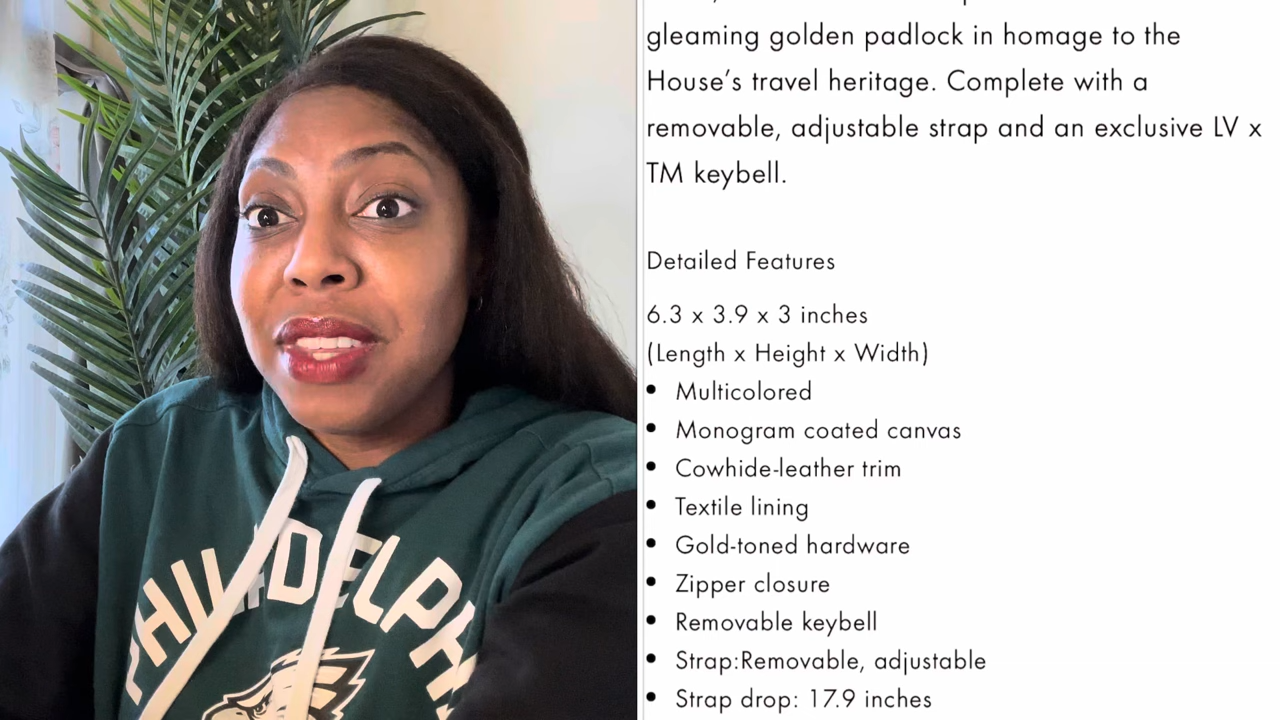 gleaming golden padlock in homage to the
House’s travel heritage. Complete with a
removable, adjustable strap and an exclusive LV x
TM keybell.
Detailed Features
6.3 x 3.9 x 3 inches
(Length x Height x Width)
• Multicolored
• Monogram coated canvas
• Cowhide-leather trim
• Textile lining
• Gold-toned hardware
• Zipper closure
• Removable keybell
• Strap:Removable, adjustable
• Strap drop: 17.9 inches
PHILADELPHI